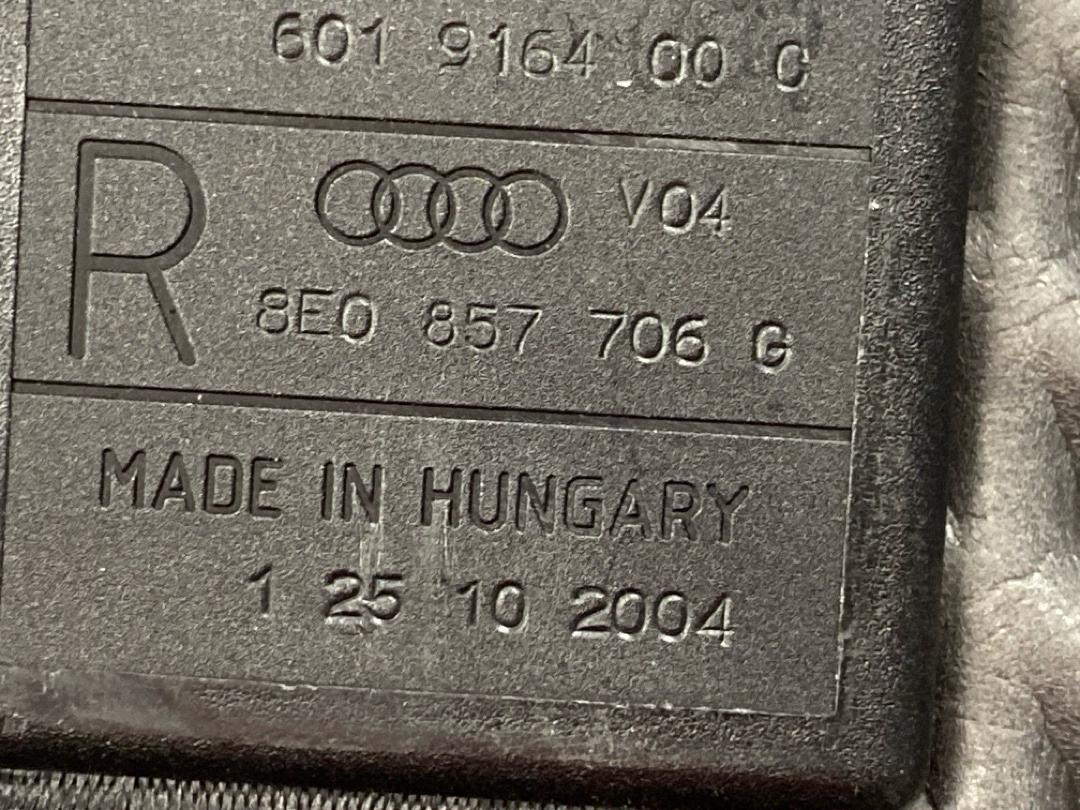 601 9164 00 C
R V04
8E0 857 706 G
MADE IN HUNGARY
1 25 10 2004